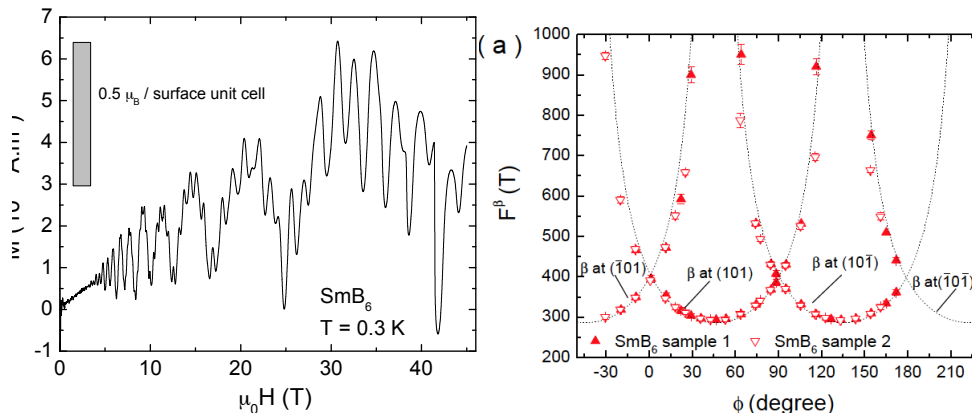 7
6
5
4
3
2
1
0
-1
0.5 μB / surface unit cell
SmB6
T = 0.3 K
0 10 20 30 40
μ0H (T)
( a )
1000
900
800
700
600
500
400
300
200
Fβ (T)
β at (1̄01)
β at (101)
β at (101̄)
β at(1̄01̄)
SmB6 sample 1
SmB6 sample 2
-30 0 30 60 90 120 150 180 210
ϕ (degree)